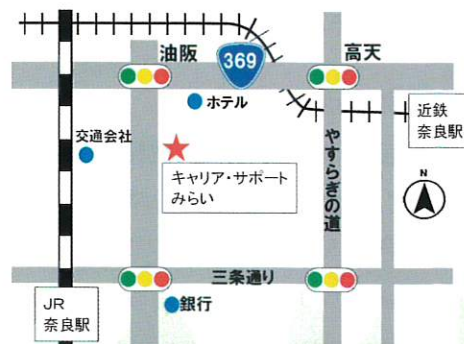 油阪
369
高天
ホテル
近鉄
奈良駅
交通会社
やすらぎの道
キャリア・サポート
みらい
N
三条通り
銀行
JR
奈良駅